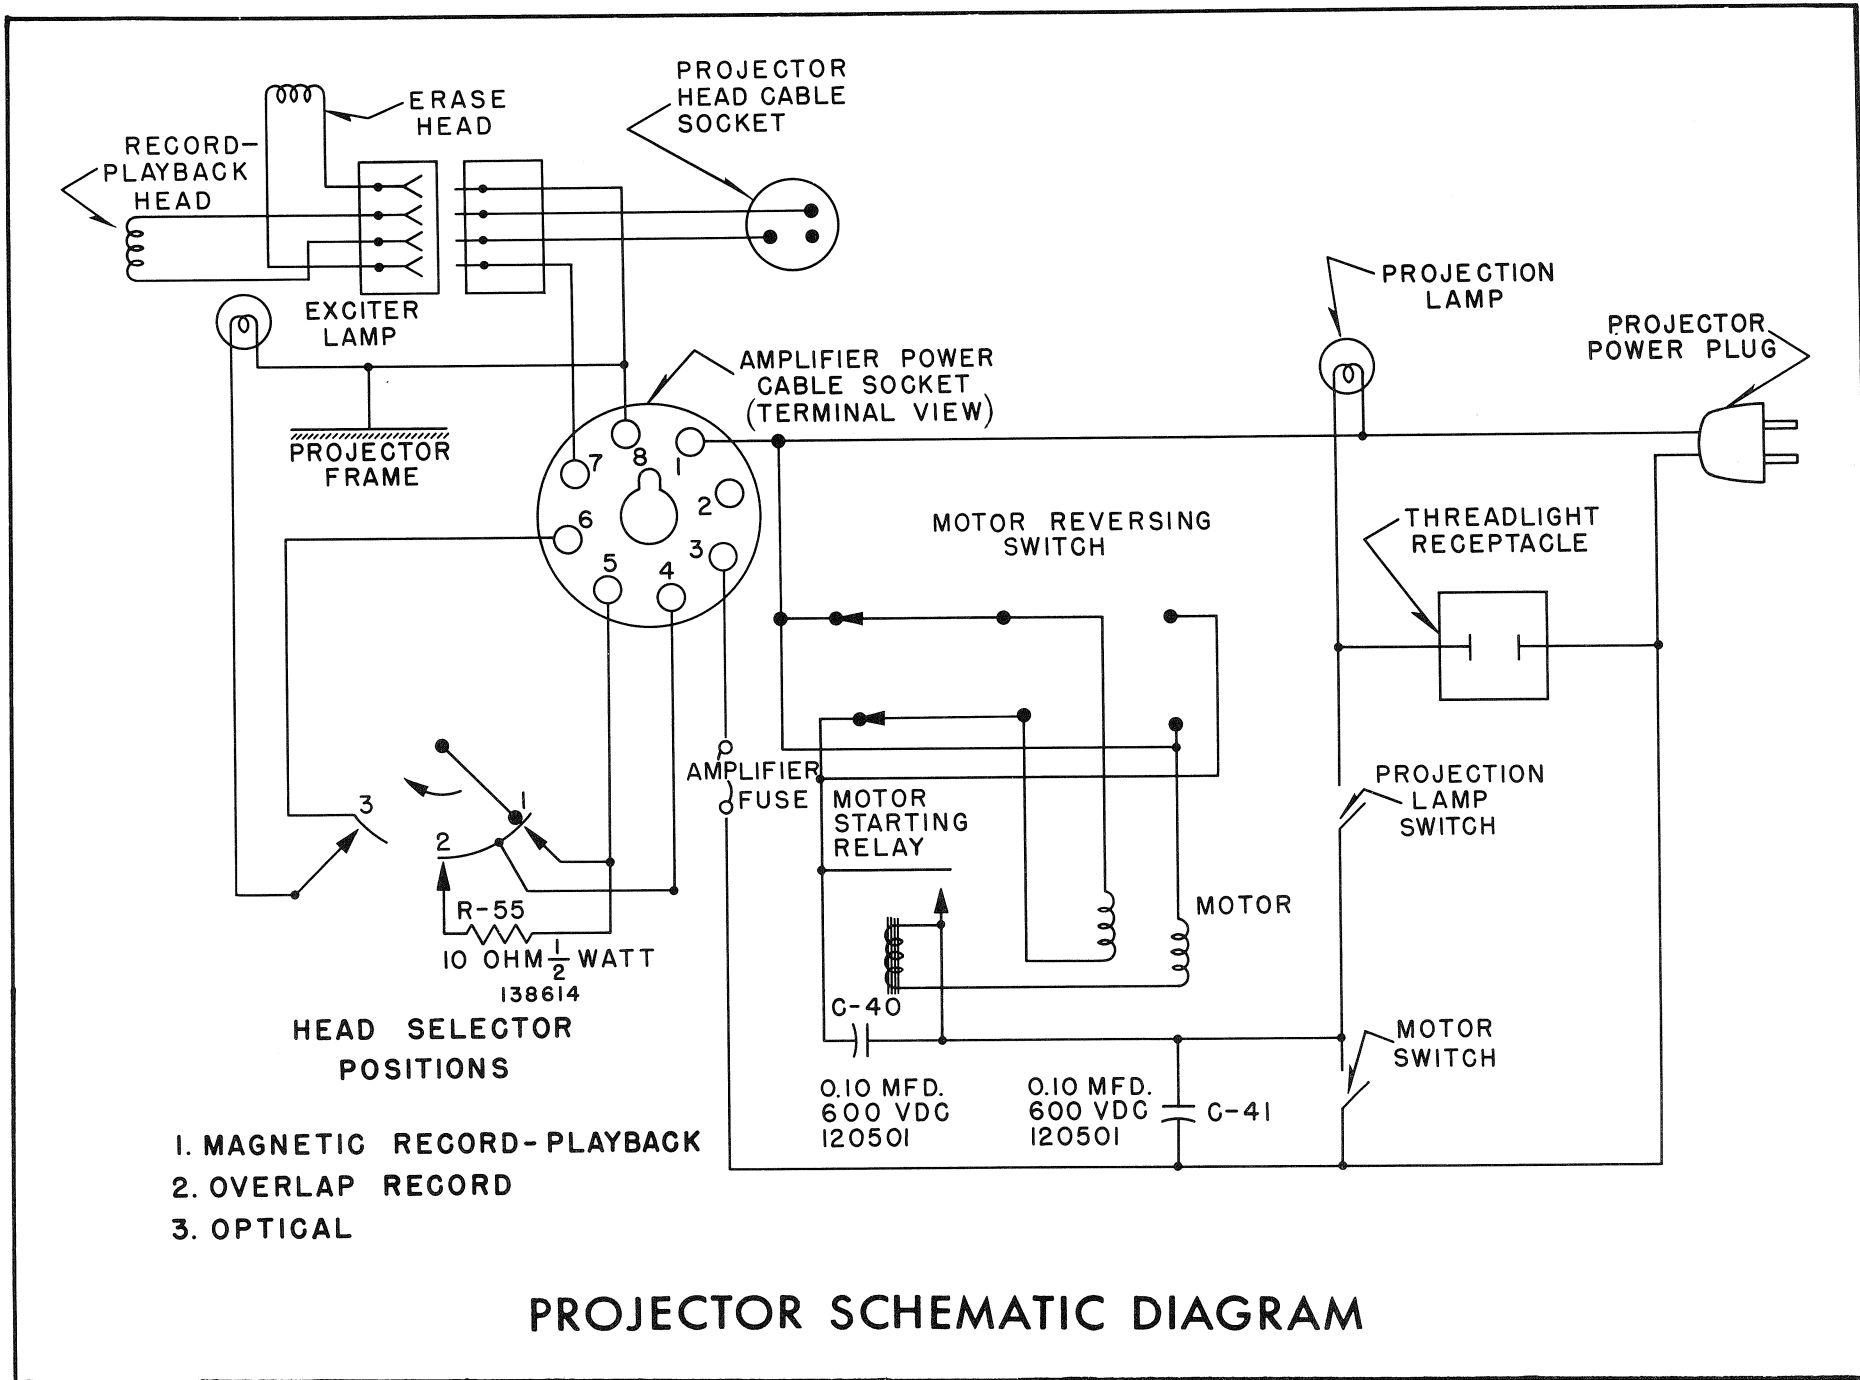 ERASE
HEAD
PROJECTOR
HEAD CABLE
SOCKET
RECORD-
PLAYBACK
HEAD
EXCITER
LAMP
PROJECTION
LAMP
PROJECTOR
POWER PLUG
AMPLIFIER POWER
CABLE SOCKET
(TERMINAL VIEW)
PROJECTOR
FRAME
8
1
7
2
6
3
5
4
MOTOR REVERSING
SWITCH
THREADLIGHT
RECEPTACLE
AMPLIFIER
FUSE
MOTOR
STARTING
RELAY
PROJECTION
LAMP
SWITCH
3
1
2
R-55
10 OHM 1/2 WATT
138614
MOTOR
C-40
0.10 MFD.
600 VDC
120501
0.10 MFD.
600 VDC
120501
C-41
MOTOR
SWITCH
HEAD SELECTOR
POSITIONS
1. MAGNETIC RECORD-PLAYBACK
2. OVERLAP RECORD
3. OPTICAL
PROJECTOR SCHEMATIC DIAGRAM